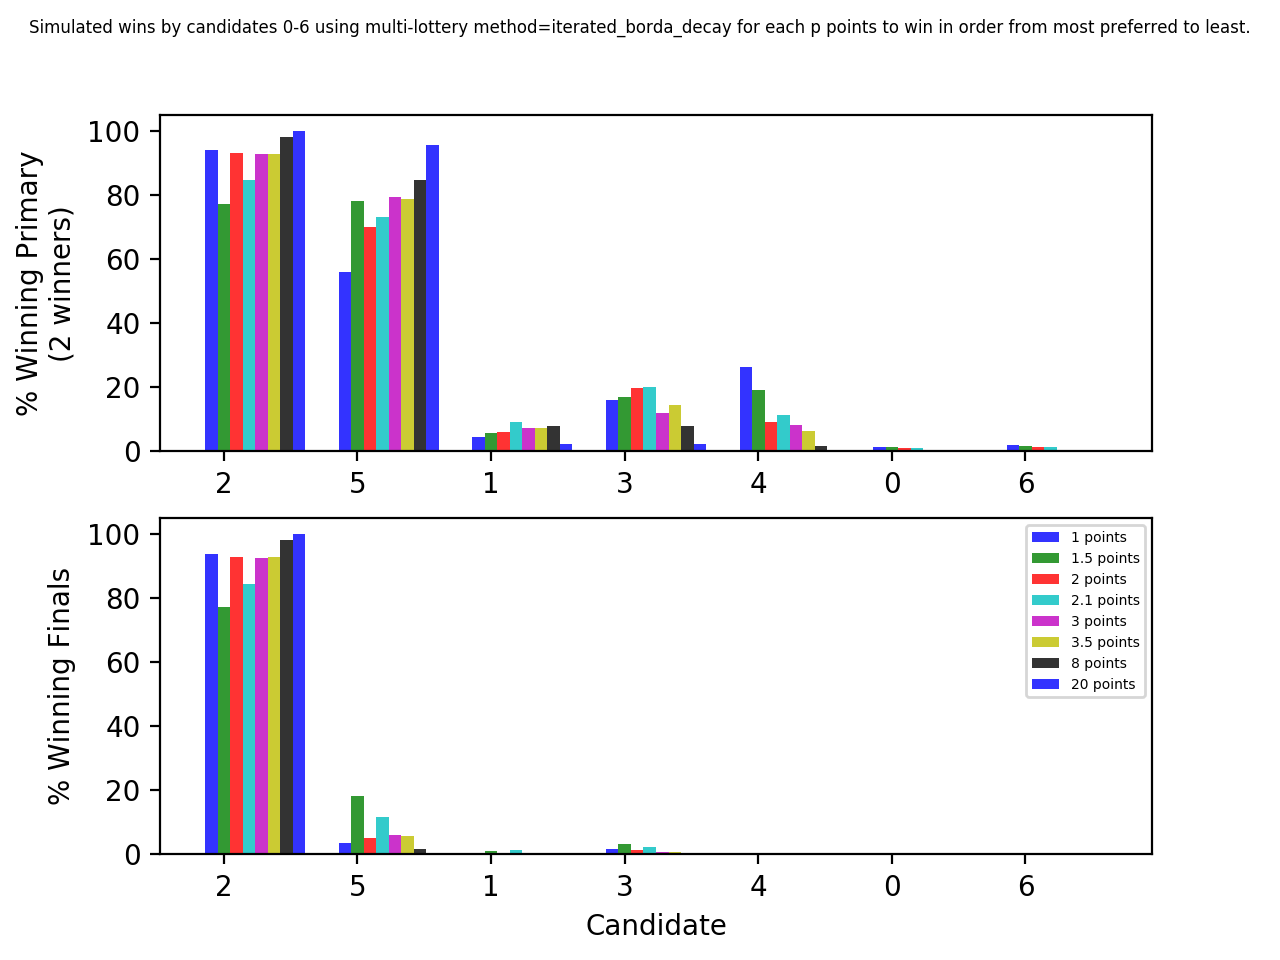 Simulated wins by candidates 0-6 using multi-lottery method=iterated_borda_decay for each p points to win in order from most preferred to least.
% Winning Primary
(2 winners)
100
80
60
40
20
0
2 5 1 3 4 0 6
% Winning Finals
100
80
60
40
20
0
1 points
1.5 points
2 points
2.1 points
3 points
3.5 points
8 points
20 points
2 5 1 3 4 0 6
Candidate